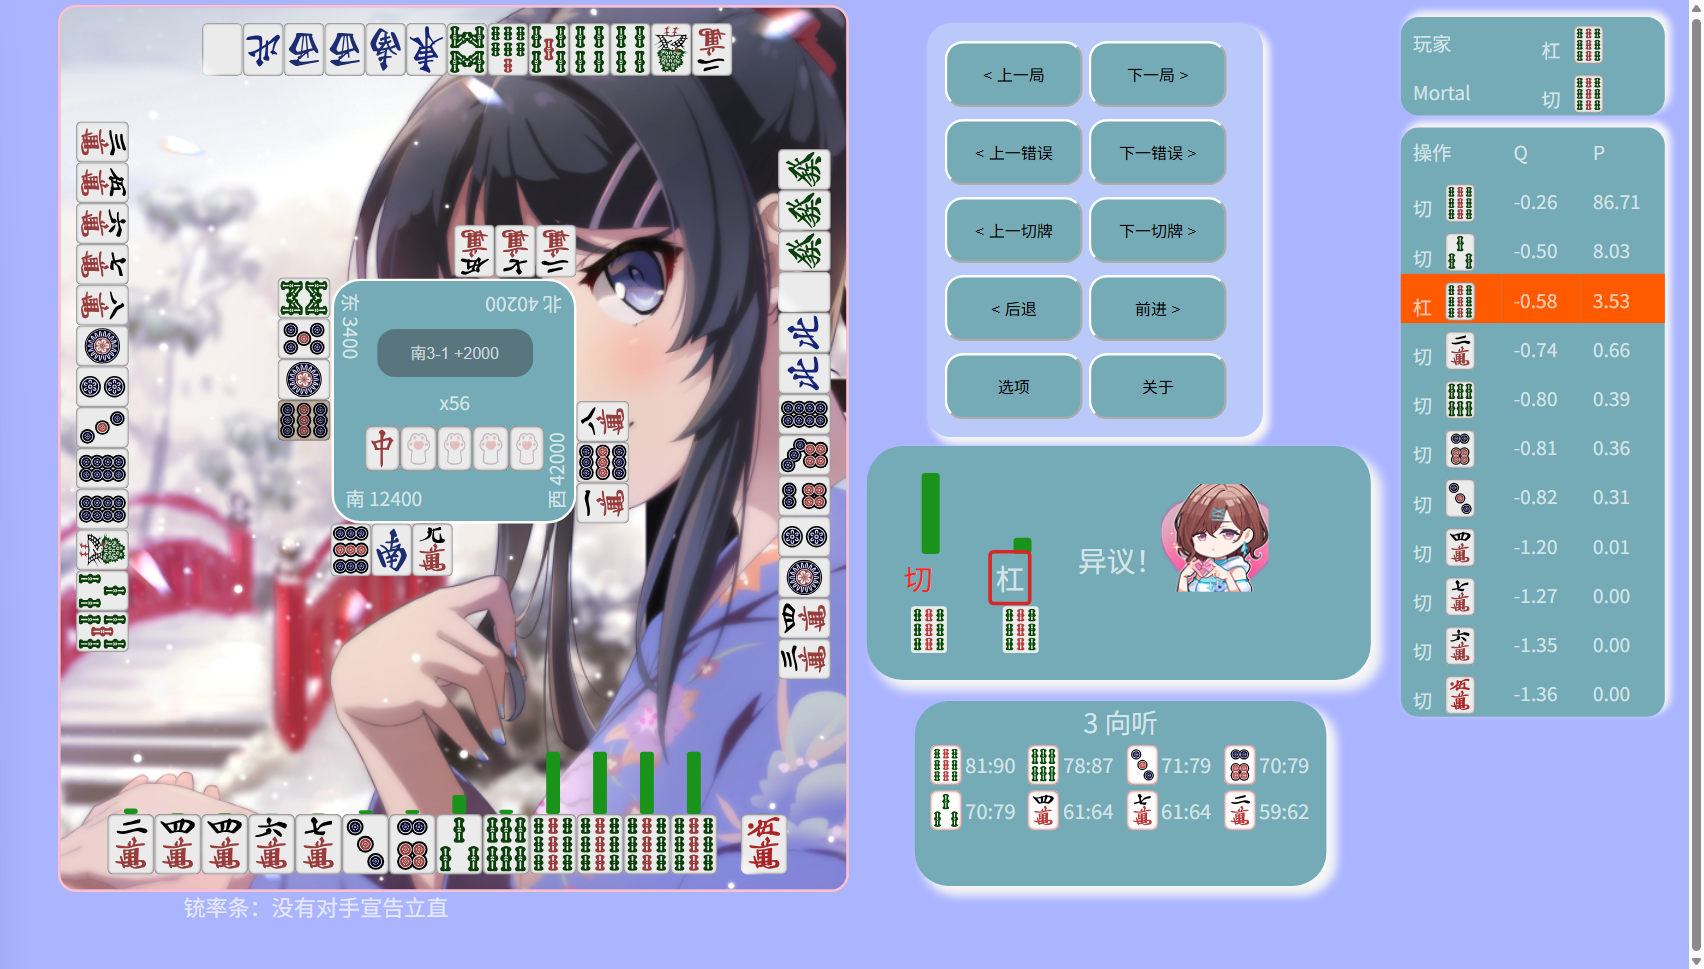 东 3400
北 40200
南3-1 +2000
x56
西 42000
南 12400
铳率条：没有对手宣告立直
< 上一局
下一局 >
< 上一错误
下一错误 >
< 上一切牌
下一切牌 >
< 后退
前进 >
选项
关于
切
杠
异议！
3 向听
81:90
78:87
71:79
70:79
70:79
61:64
61:64
59:62
玩家 杠
Mortal 切
操作 Q P
切 -0.26 86.71
切 -0.50 8.03
杠 -0.58 3.53
切 -0.74 0.66
切 -0.80 0.39
切 -0.81 0.36
切 -0.82 0.31
切 -1.20 0.01
切 -1.27 0.00
切 -1.35 0.00
切 -1.36 0.00